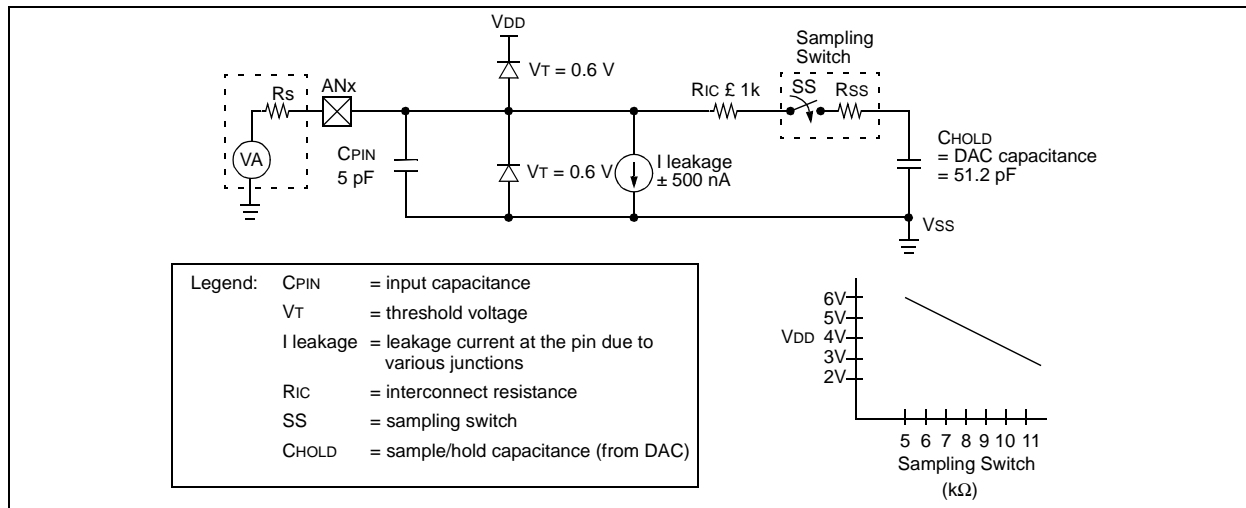 VDD
Sampling
Switch
VT = 0.6 V
RIC £ 1k
SS
RSS
ANx
Rs
CHOLD
= DAC capacitance
= 51.2 pF
VA
CPIN
5 pF
VT = 0.6 V
I leakage
± 500 nA
VSS
Legend: CPIN = input capacitance
VT = threshold voltage
I leakage = leakage current at the pin due to
various junctions
RIC = interconnect resistance
SS = sampling switch
CHOLD = sample/hold capacitance (from DAC)
6V
5V
VDD 4V
3V
2V
5 6 7 8 9 10 11
Sampling Switch
(kΩ)